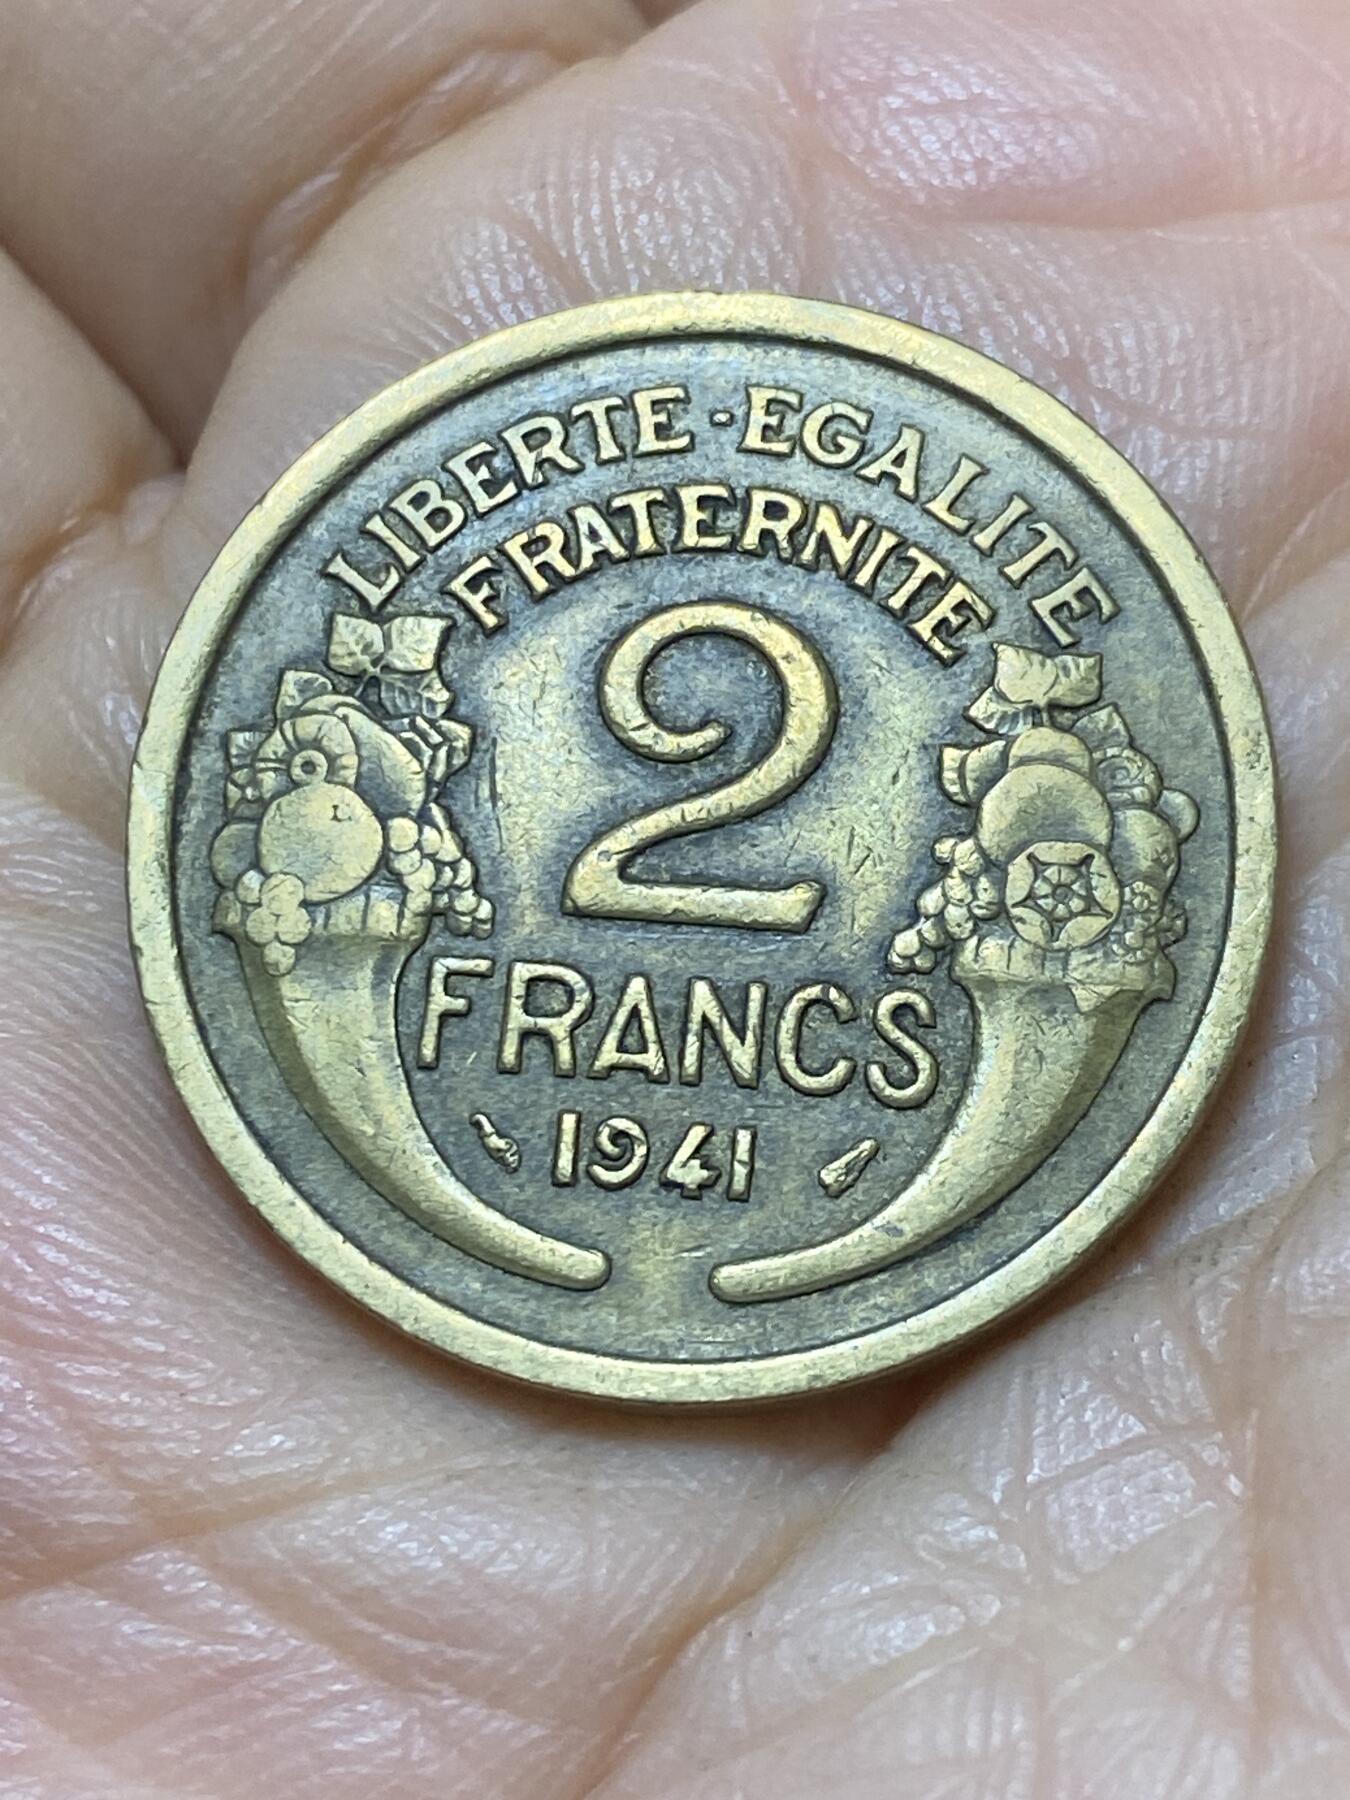 LIBERTE·EGALITE
FRATERNITE
2
FRANCS
1941